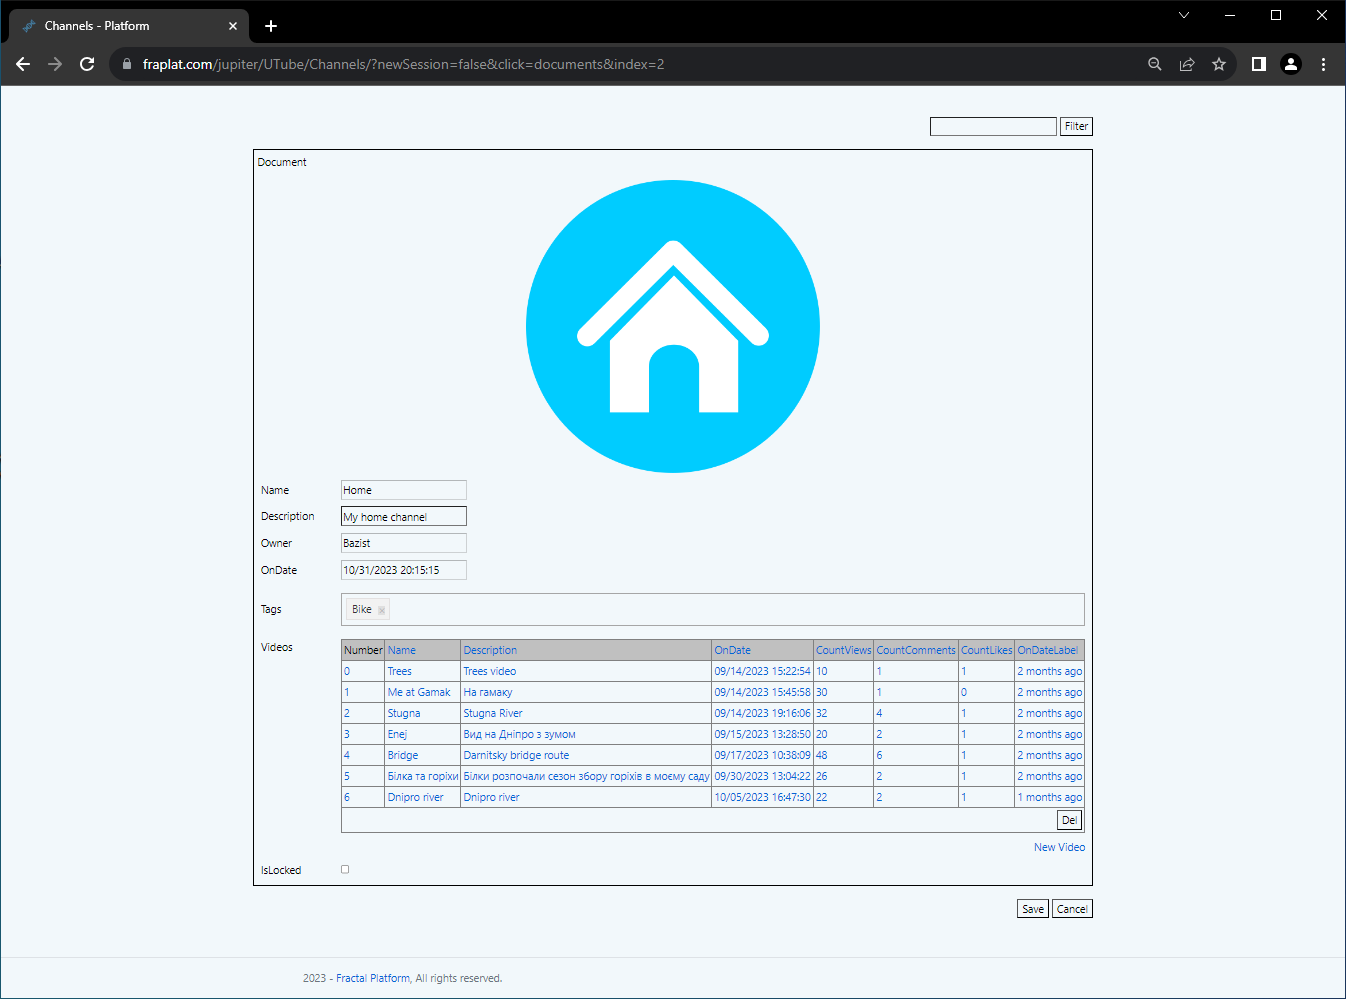 Channels - Platform
fraplat.com/jupiter/UTube/Channels/?newSession=false&click=documents&index=2
Filter
Document
Name Home
Description My home channel
Owner Bazist
OnDate 10/31/2023 20:15:15
Tags Bike
Videos
Number Name Description OnDate CountViews CountComments CountLikes OnDateLabel
0 Trees Trees video 09/14/2023 15:22:54 10 1 1 2 months ago
1 Me at Gamak На гамаку 09/14/2023 15:45:58 30 1 0 2 months ago
2 Stugna Stugna River 09/14/2023 19:16:06 32 4 1 2 months ago
3 Enej Вид на Дніпро з зумом 09/15/2023 13:28:50 20 2 1 2 months ago
4 Bridge Darnitsky bridge route 09/17/2023 10:38:09 48 6 1 2 months ago
5 Білка та горіхи Білки розпочали сезон збору горіхів в моєму саду 09/30/2023 13:04:22 26 2 1 2 months ago
6 Dnipro river Dnipro river 10/05/2023 16:47:30 22 2 1 1 months ago
Del
New Video
IsLocked
Save Cancel
2023 - Fractal Platform, All rights reserved.